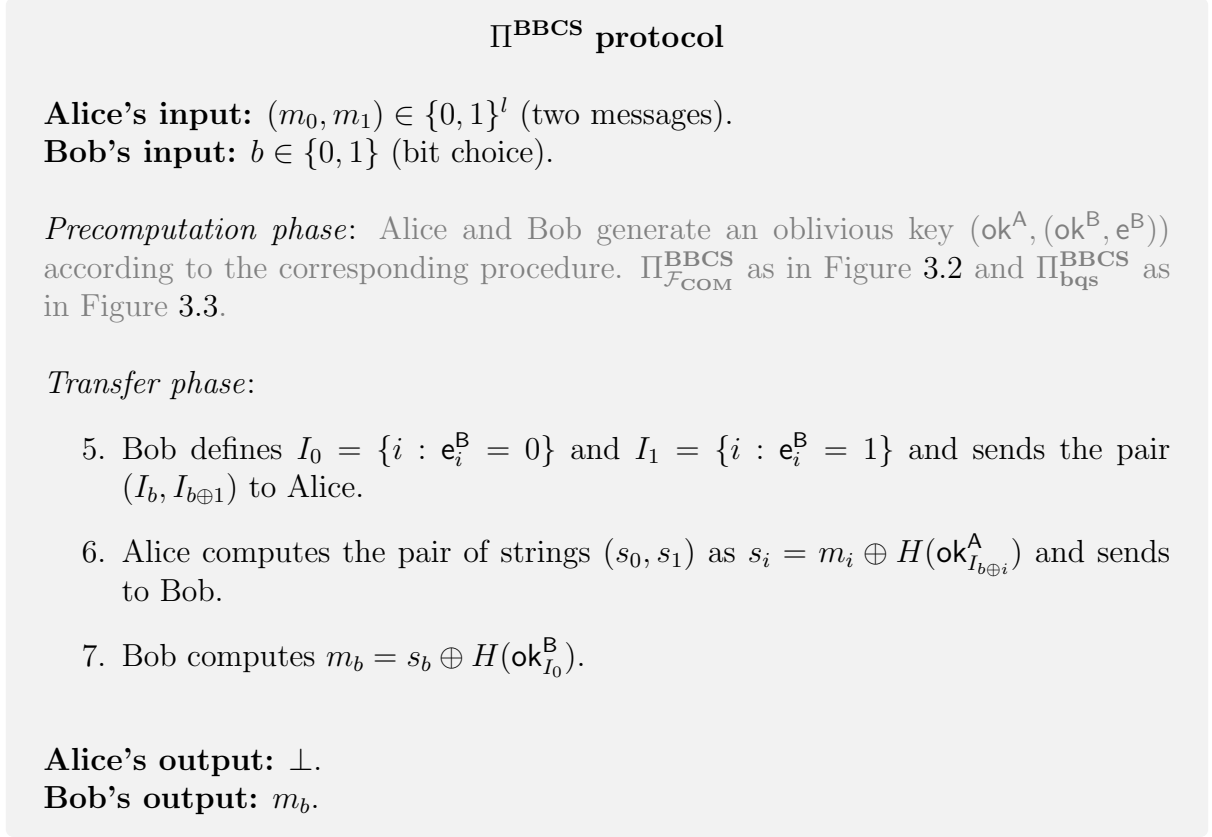 Π^BBCS protocol
Alice's input: (m_0, m_1) ∈ {0, 1}^l (two messages).
Bob's input: b ∈ {0, 1} (bit choice).
Precomputation phase: Alice and Bob generate an oblivious key (ok^A, (ok^B, e^B))
according to the corresponding procedure. Π^BBCS_F_COM as in Figure 3.2 and Π^BBCS_bqs as
in Figure 3.3.
Transfer phase:
5. Bob defines I_0 = {i : e^B_i = 0} and I_1 = {i : e^B_i = 1} and sends the pair
(I_b, I_{b⊕1}) to Alice.
6. Alice computes the pair of strings (s_0, s_1) as s_i = m_i ⊕ H(ok^A_{I_{b⊕i}}) and sends
to Bob.
7. Bob computes m_b = s_b ⊕ H(ok^B_{I_0}).
Alice's output: ⊥.
Bob's output: m_b.